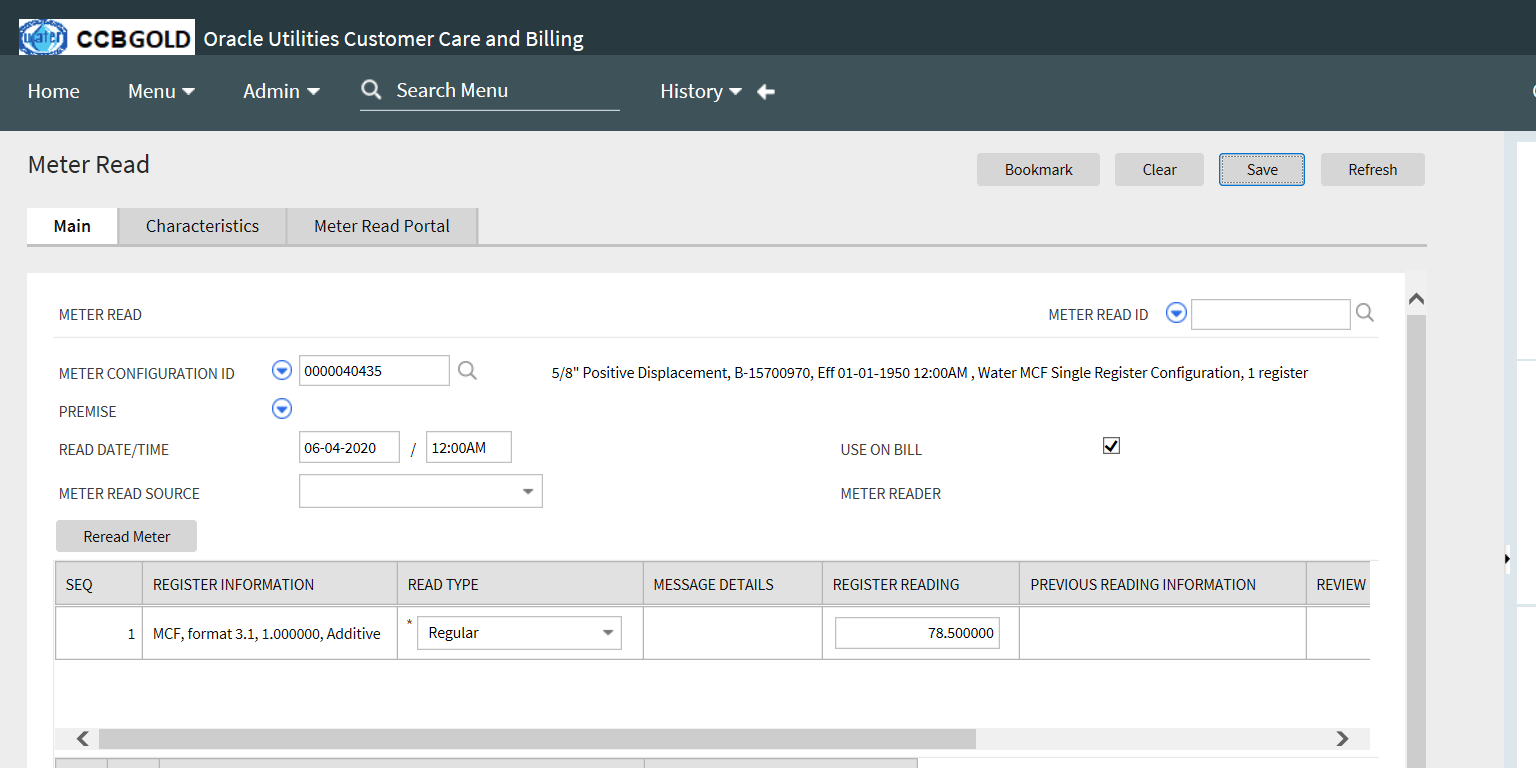 water CCBGOLD Oracle Utilities Customer Care and Billing
Home Menu Admin Search Menu History
Meter Read
Bookmark Clear Save Refresh
Main Characteristics Meter Read Portal
METER READ METER READ ID
METER CONFIGURATION ID 0000040435 5/8" Positive Displacement, B-15700970, Eff 01-01-1950 12:00AM , Water MCF Single Register Configuration, 1 register
PREMISE
READ DATE/TIME 06-04-2020 / 12:00AM USE ON BILL
METER READ SOURCE METER READER
Reread Meter
SEQ REGISTER INFORMATION READ TYPE MESSAGE DETAILS REGISTER READING PREVIOUS READING INFORMATION REVIEW
1 MCF, format 3.1, 1.000000, Additive * Regular 78.500000